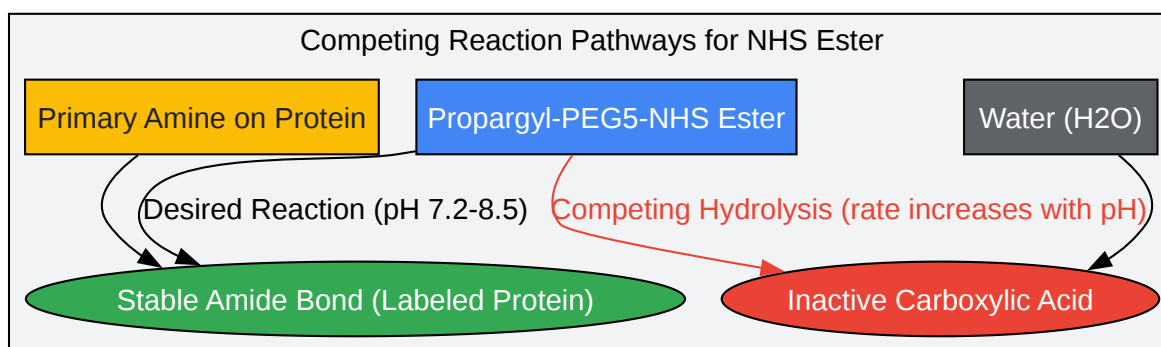 Competing Reaction Pathways for NHS Ester
Primary Amine on Protein
Propargyl-PEG5-NHS Ester
Water (H2O)
Desired Reaction (pH 7.2-8.5)
Competing Hydrolysis (rate increases with pH)
Stable Amide Bond (Labeled Protein)
Inactive Carboxylic Acid